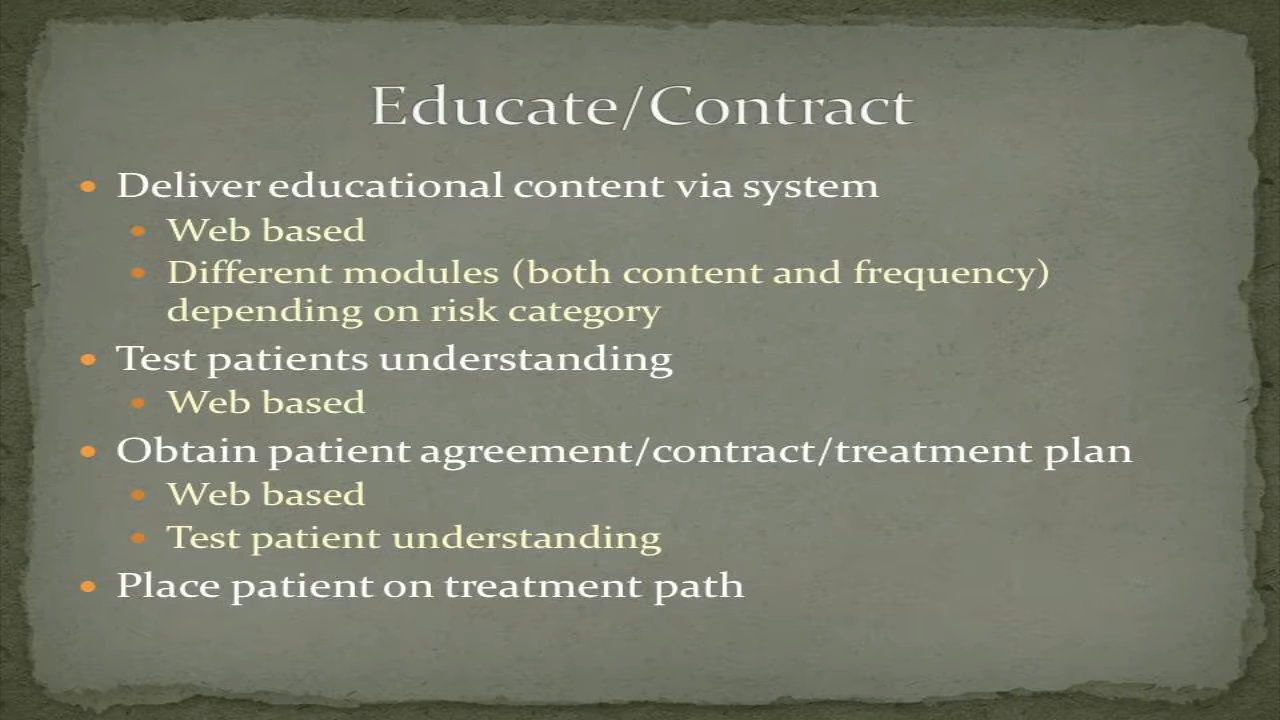 Educate/Contract
• Deliver educational content via system
• Web based
• Different modules (both content and frequency)
depending on risk category
• Test patients understanding
• Web based
• Obtain patient agreement/contract/treatment plan
• Web based
• Test patient understanding
• Place patient on treatment path